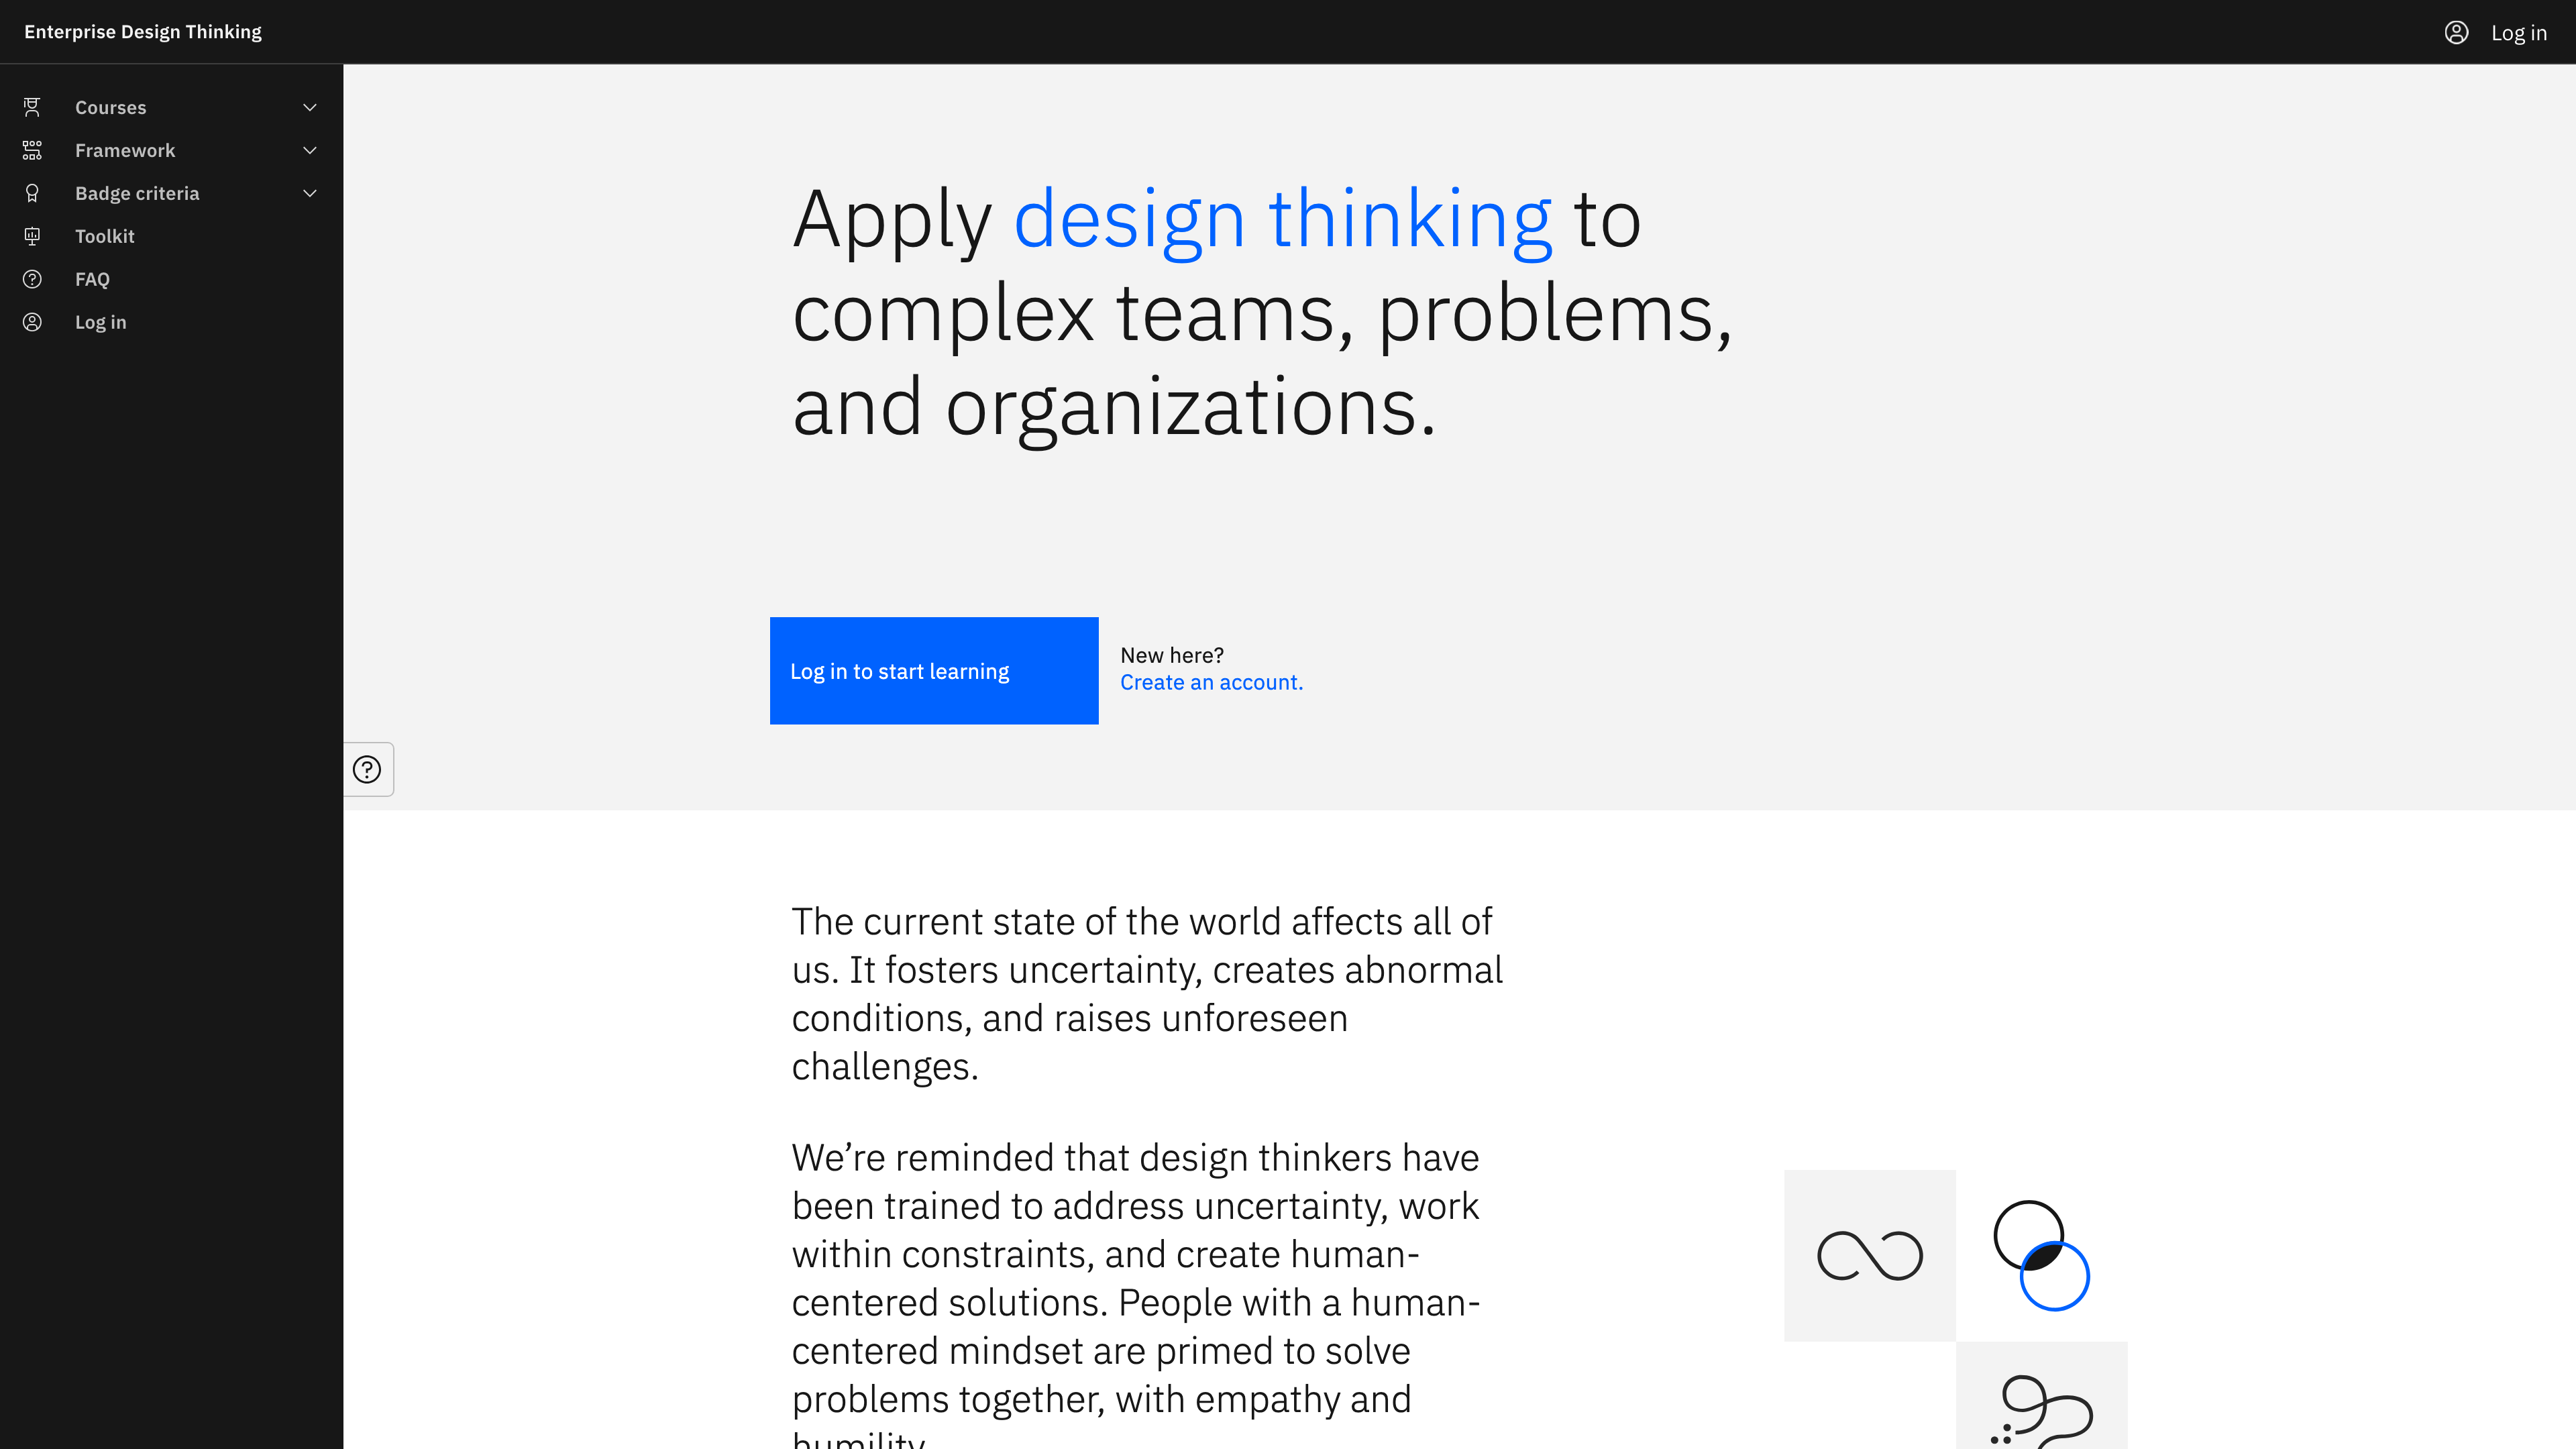 Enterprise Design Thinking
Log in
Courses
Framework
Badge criteria
Toolkit
FAQ
Log in
Apply design thinking to
complex teams, problems,
and organizations.
Log in to start learning
New here?
Create an account.
The current state of the world affects all of
us. It fosters uncertainty, creates abnormal
conditions, and raises unforeseen
challenges.
We’re reminded that design thinkers have
been trained to address uncertainty, work
within constraints, and create human-
centered solutions. People with a human-
centered mindset are primed to solve
problems together, with empathy and
humility.